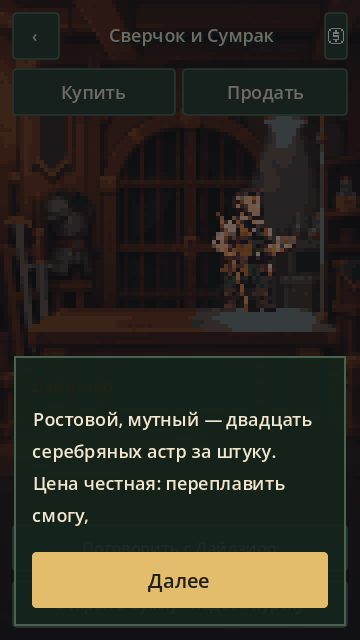 ‹
Сверчок и Сумрак
Купить
Продать
Ростовой, мутный — двадцать
серебряных астр за штуку.
Цена честная: переплавить
смогу,
Далее